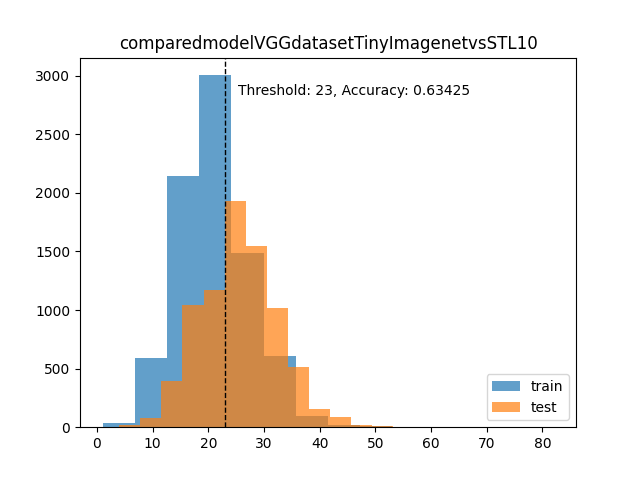 comparedmodelVGGdatasetTinyImagenetvsSTL10
3000
Threshold: 23, Accuracy: 0.63425
2500
2000
1500
1000
500
0
train
test
0 10 20 30 40 50 60 70 80